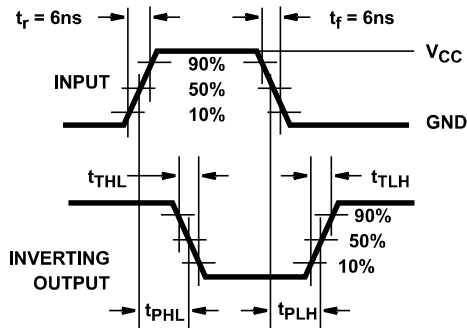 tr = 6ns
tf = 6ns
VCC
INPUT
90%
50%
10%
GND
tTHL
tTLH
90%
50%
10%
INVERTING
OUTPUT
tPHL
tPLH